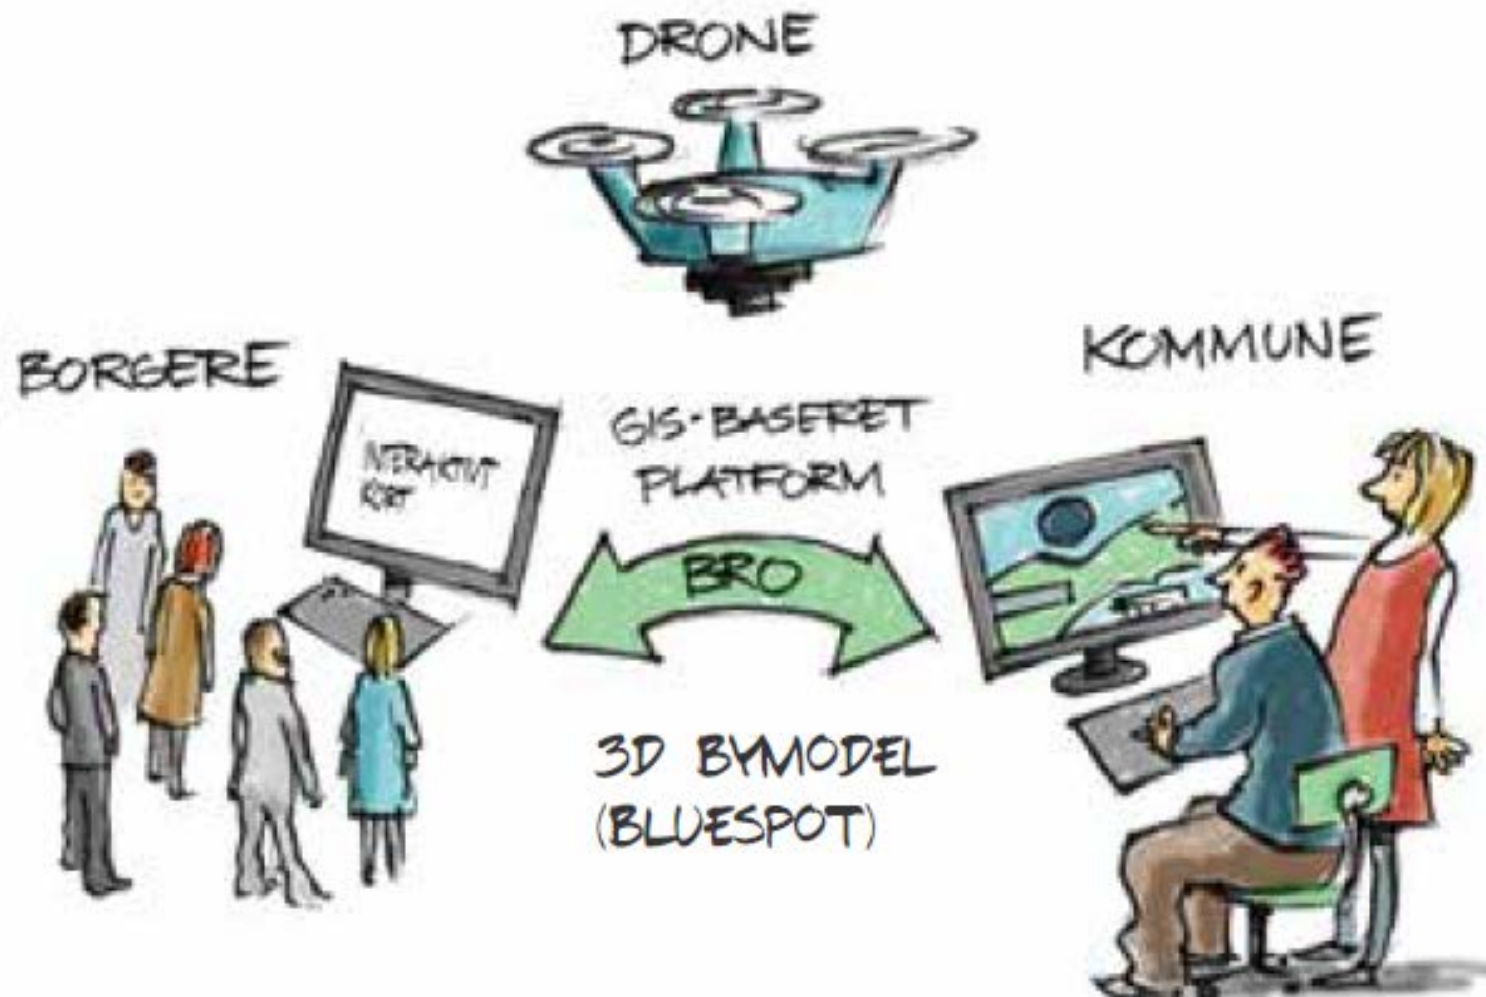 DRONE
BORGERE
KOMMUNE
INTERAKTIVT
KORT
GIS-BASERET
PLATFORM
BRO
3D BYMODEL
(BLUESPOT)